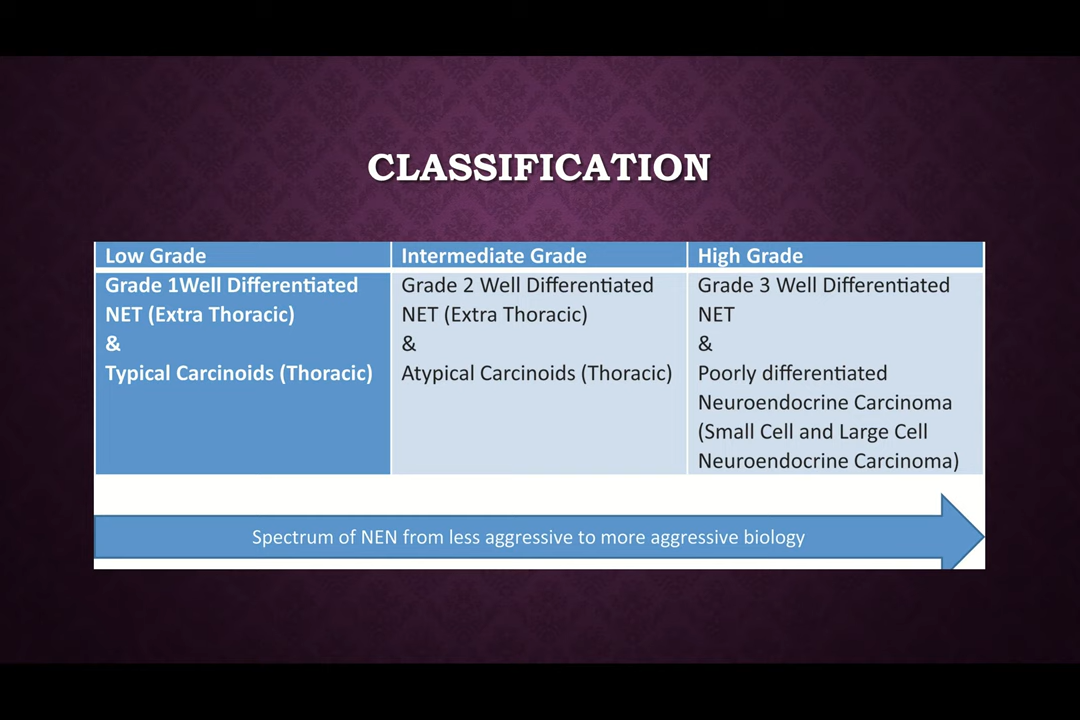 CLASSIFICATION
Low Grade
Grade 1Well Differentiated
NET (Extra Thoracic)
&
Typical Carcinoids (Thoracic)
Intermediate Grade
Grade 2 Well Differentiated
NET (Extra Thoracic)
&
Atypical Carcinoids (Thoracic)
High Grade
Grade 3 Well Differentiated
NET
&
Poorly differentiated
Neuroendocrine Carcinoma
(Small Cell and Large Cell
Neuroendocrine Carcinoma)
Spectrum of NEN from less aggressive to more aggressive biology